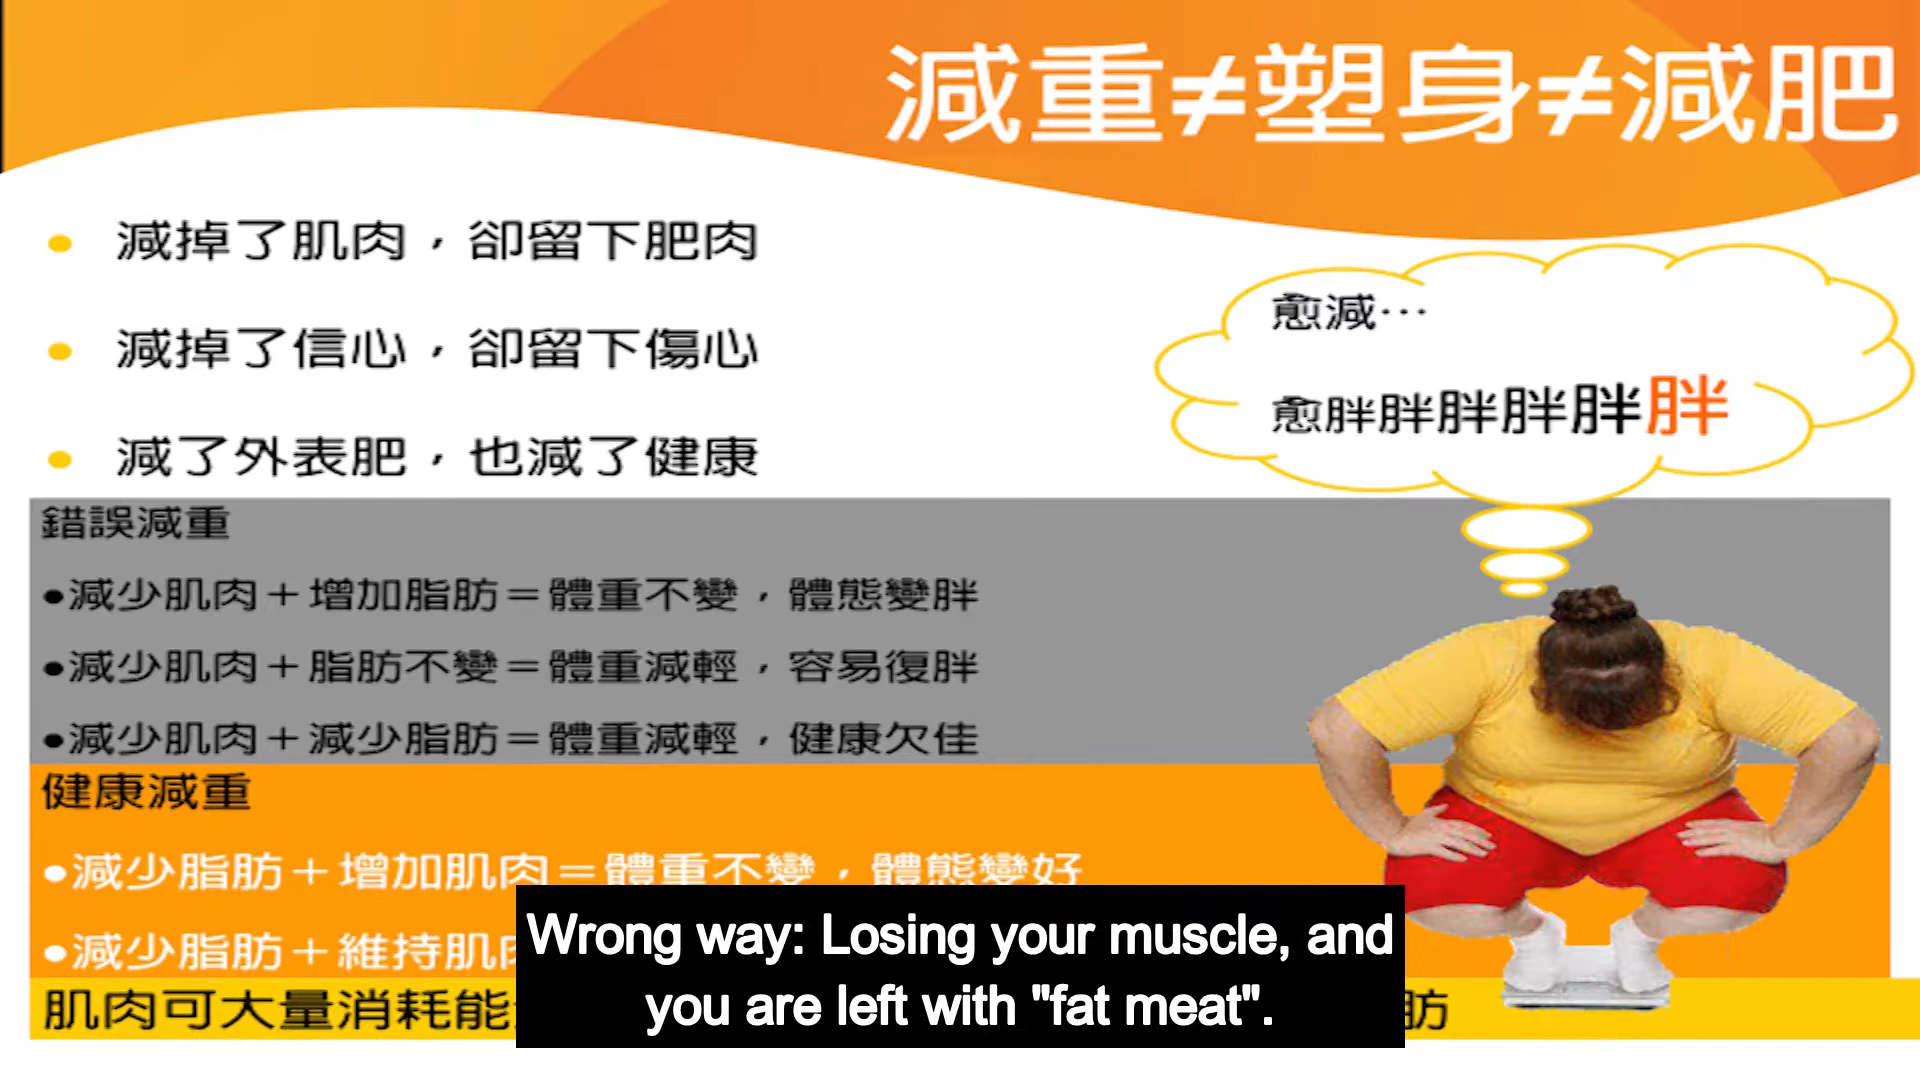 減重≠塑身≠減肥
• 減掉了肌肉，卻留下肥肉
• 減掉了信心，卻留下傷心
• 減了外表肥，也減了健康
愈減…
愈胖胖胖胖胖胖
錯誤減重
•減少肌肉＋增加脂肪＝體重不變，體態變胖
•減少肌肉＋脂肪不變＝體重減輕，容易復胖
•減少肌肉＋減少脂肪＝體重減輕，健康欠佳
健康減重
•減少脂肪＋增加肌肉＝體重不變，體態變好
•減少脂肪＋維持肌
肌肉可大量消耗能
肪
Wrong way: Losing your muscle, and
you are left with "fat meat".